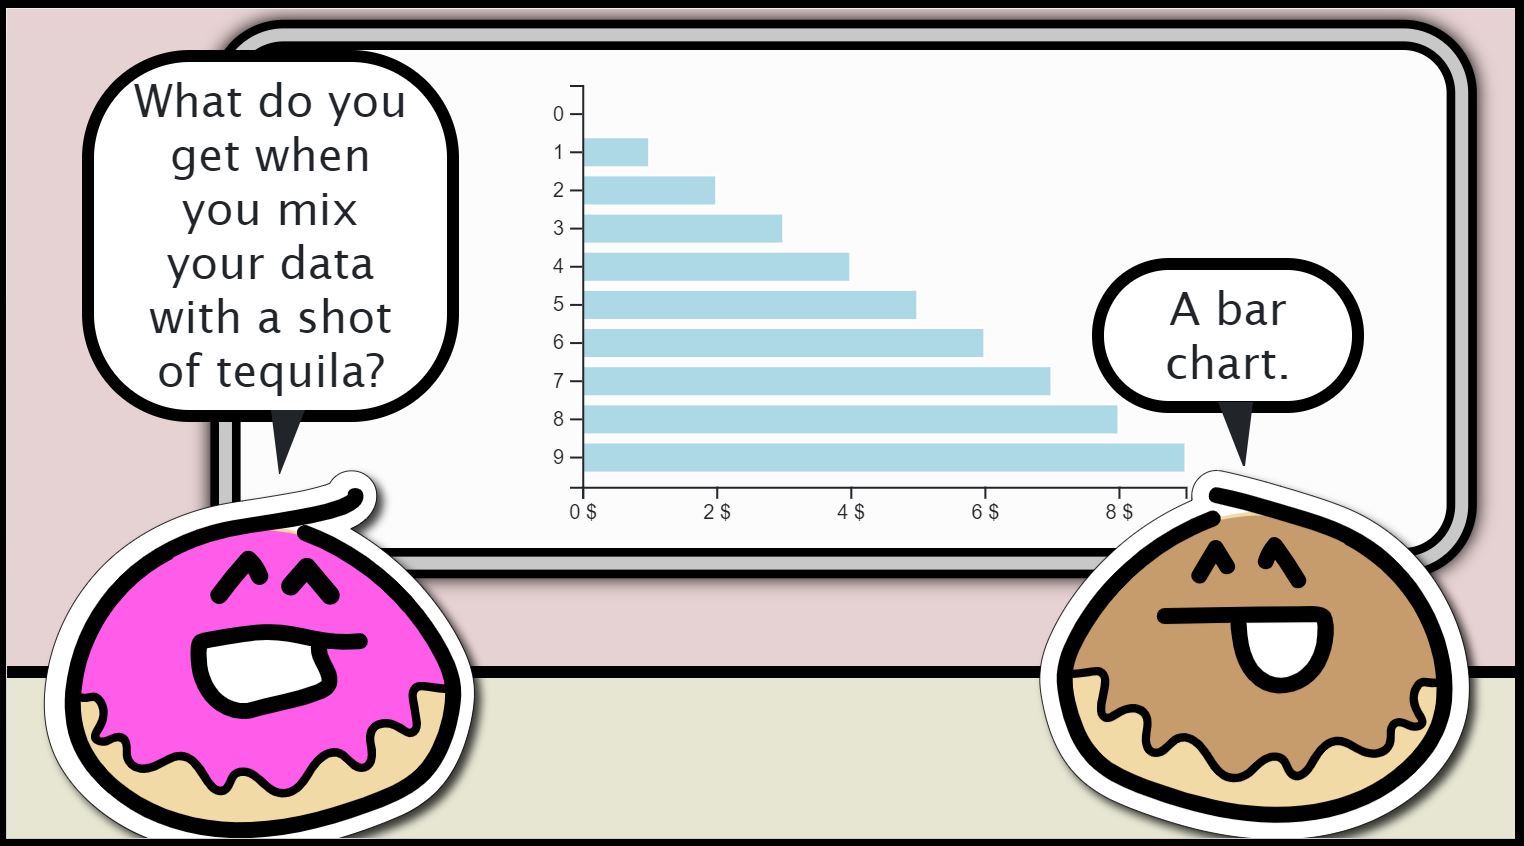 What do you
get when
you mix
your data
with a shot
of tequila?
A bar
chart.
0
1
2
3
4
5
6
7
8
9
0 $ 2 $ 4 $ 6 $ 8 $